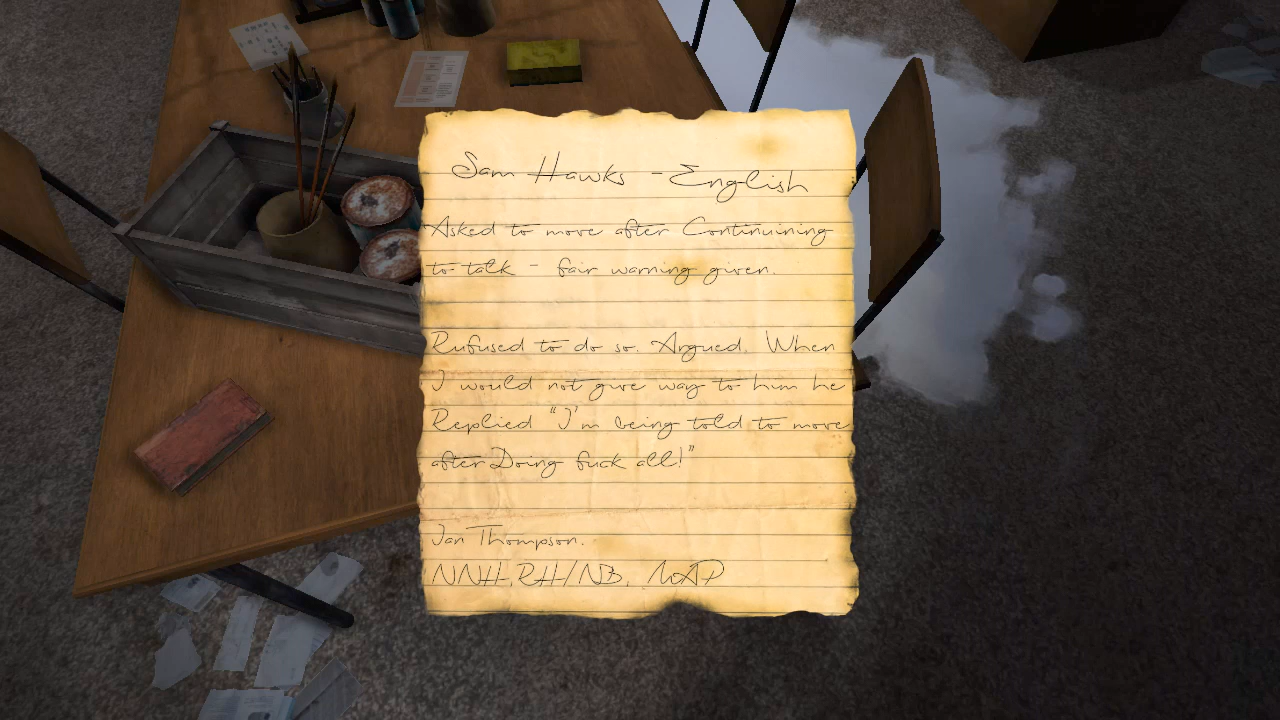 Sam Hawks - English
Asked to move after Continuining
to talk - fair warning given.
Rufused to do so. Argued. When
I would not give way to him he
Replied "I'm being told to move
after Doing fuck all!"
Jan Thompson.
NNH, RH/NB,